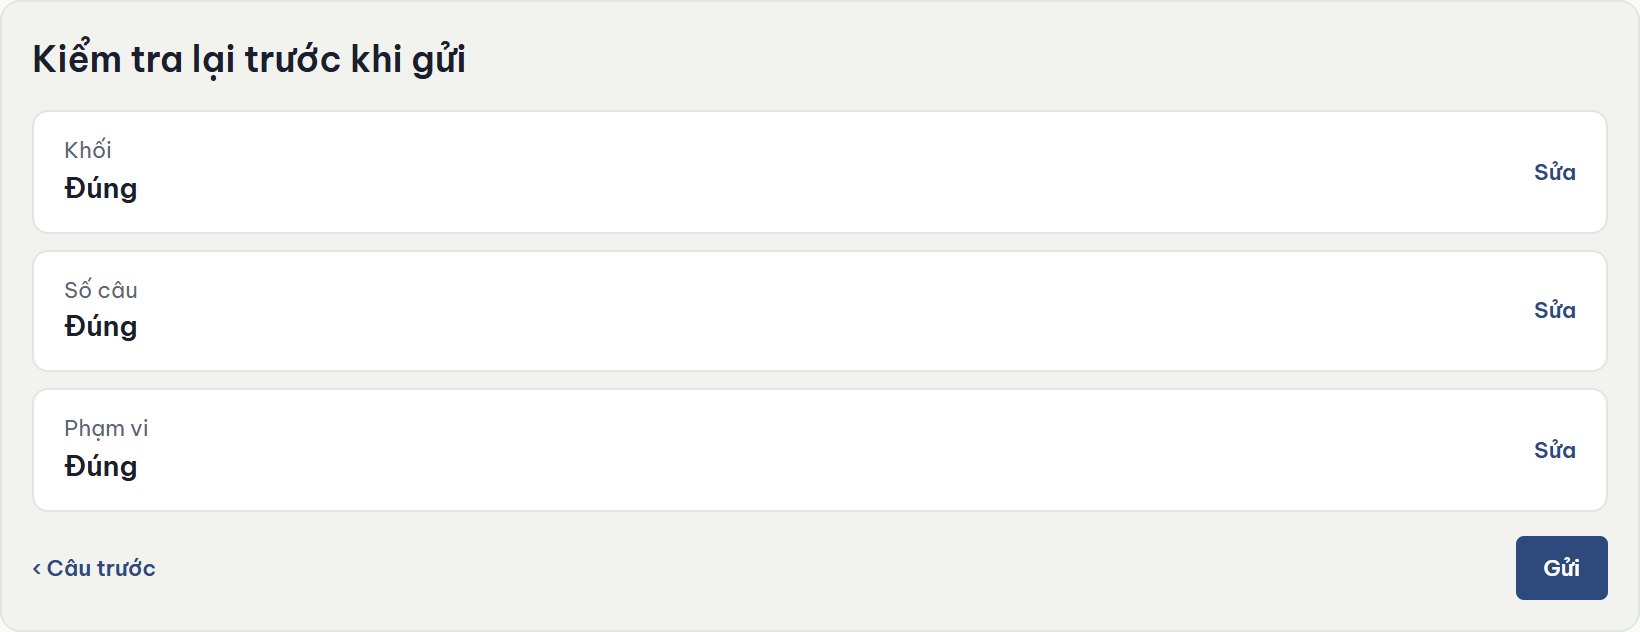 Kiểm tra lại trước khi gửi
Khối
Đúng
Sửa
Số câu
Đúng
Sửa
Phạm vi
Đúng
Sửa
‹ Câu trước
Gửi